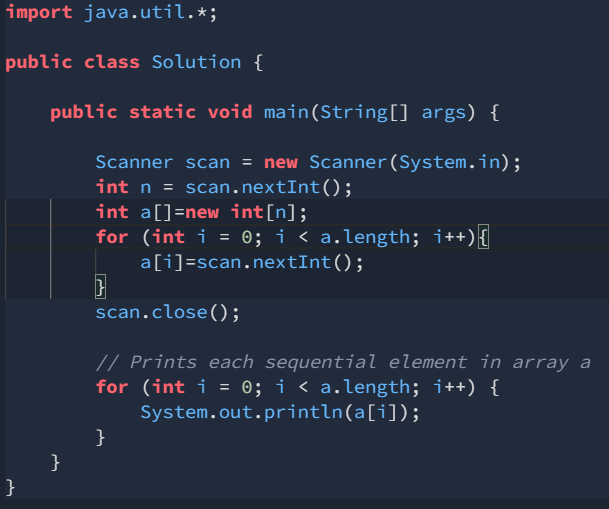 import java.util.*;
public class Solution {
public static void main(String[] args) {
Scanner scan = new Scanner(System.in);
int n = scan.nextInt();
int a[]=new int[n];
for (int i = 0; i < a.length; i++){
a[i]=scan.nextInt();
}
scan.close();
// Prints each sequential element in array a
for (int i = 0; i < a.length; i++) {
System.out.println(a[i]);
}
}
}